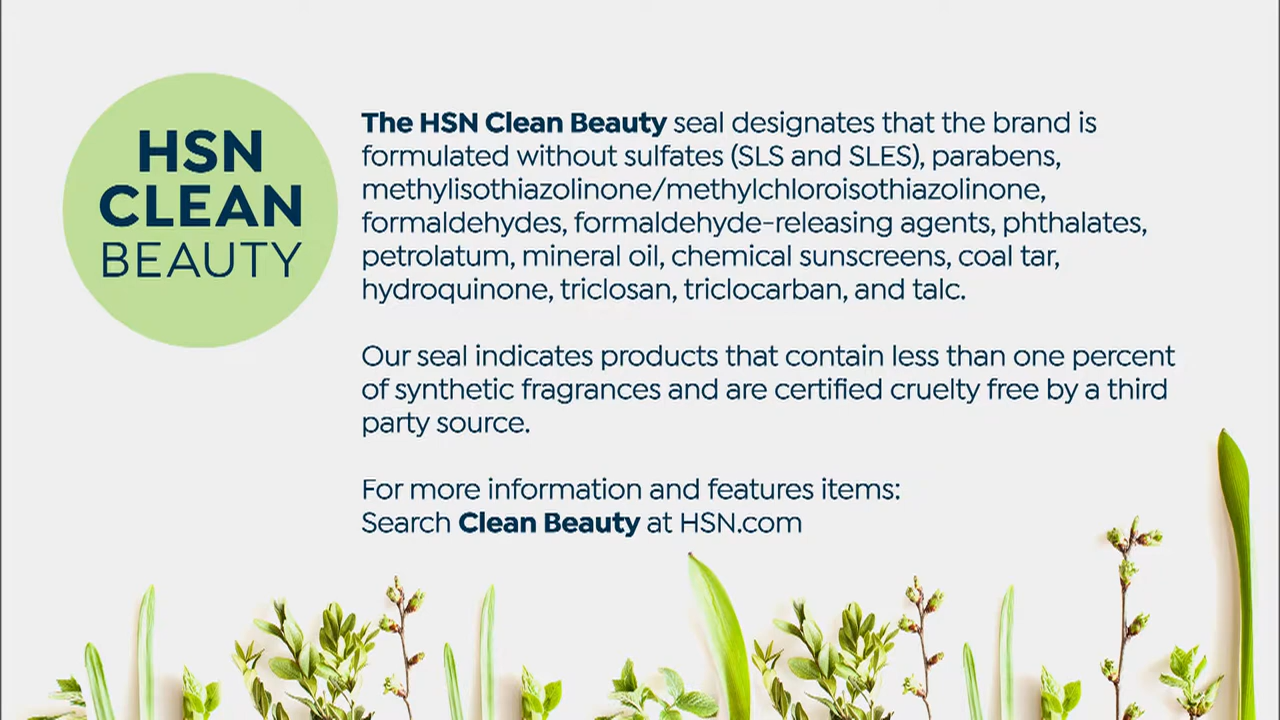 HSN
CLEAN
BEAUTY
The HSN Clean Beauty seal designates that the brand is
formulated without sulfates (SLS and SLES), parabens,
methylisothiazolinone/methylchloroisothiazolinone,
formaldehydes, formaldehyde-releasing agents, phthalates,
petrolatum, mineral oil, chemical sunscreens, coal tar,
hydroquinone, triclosan, triclocarban, and talc.
Our seal indicates products that contain less than one percent
of synthetic fragrances and are certified cruelty free by a third
party source.
For more information and features items:
Search Clean Beauty at HSN.com